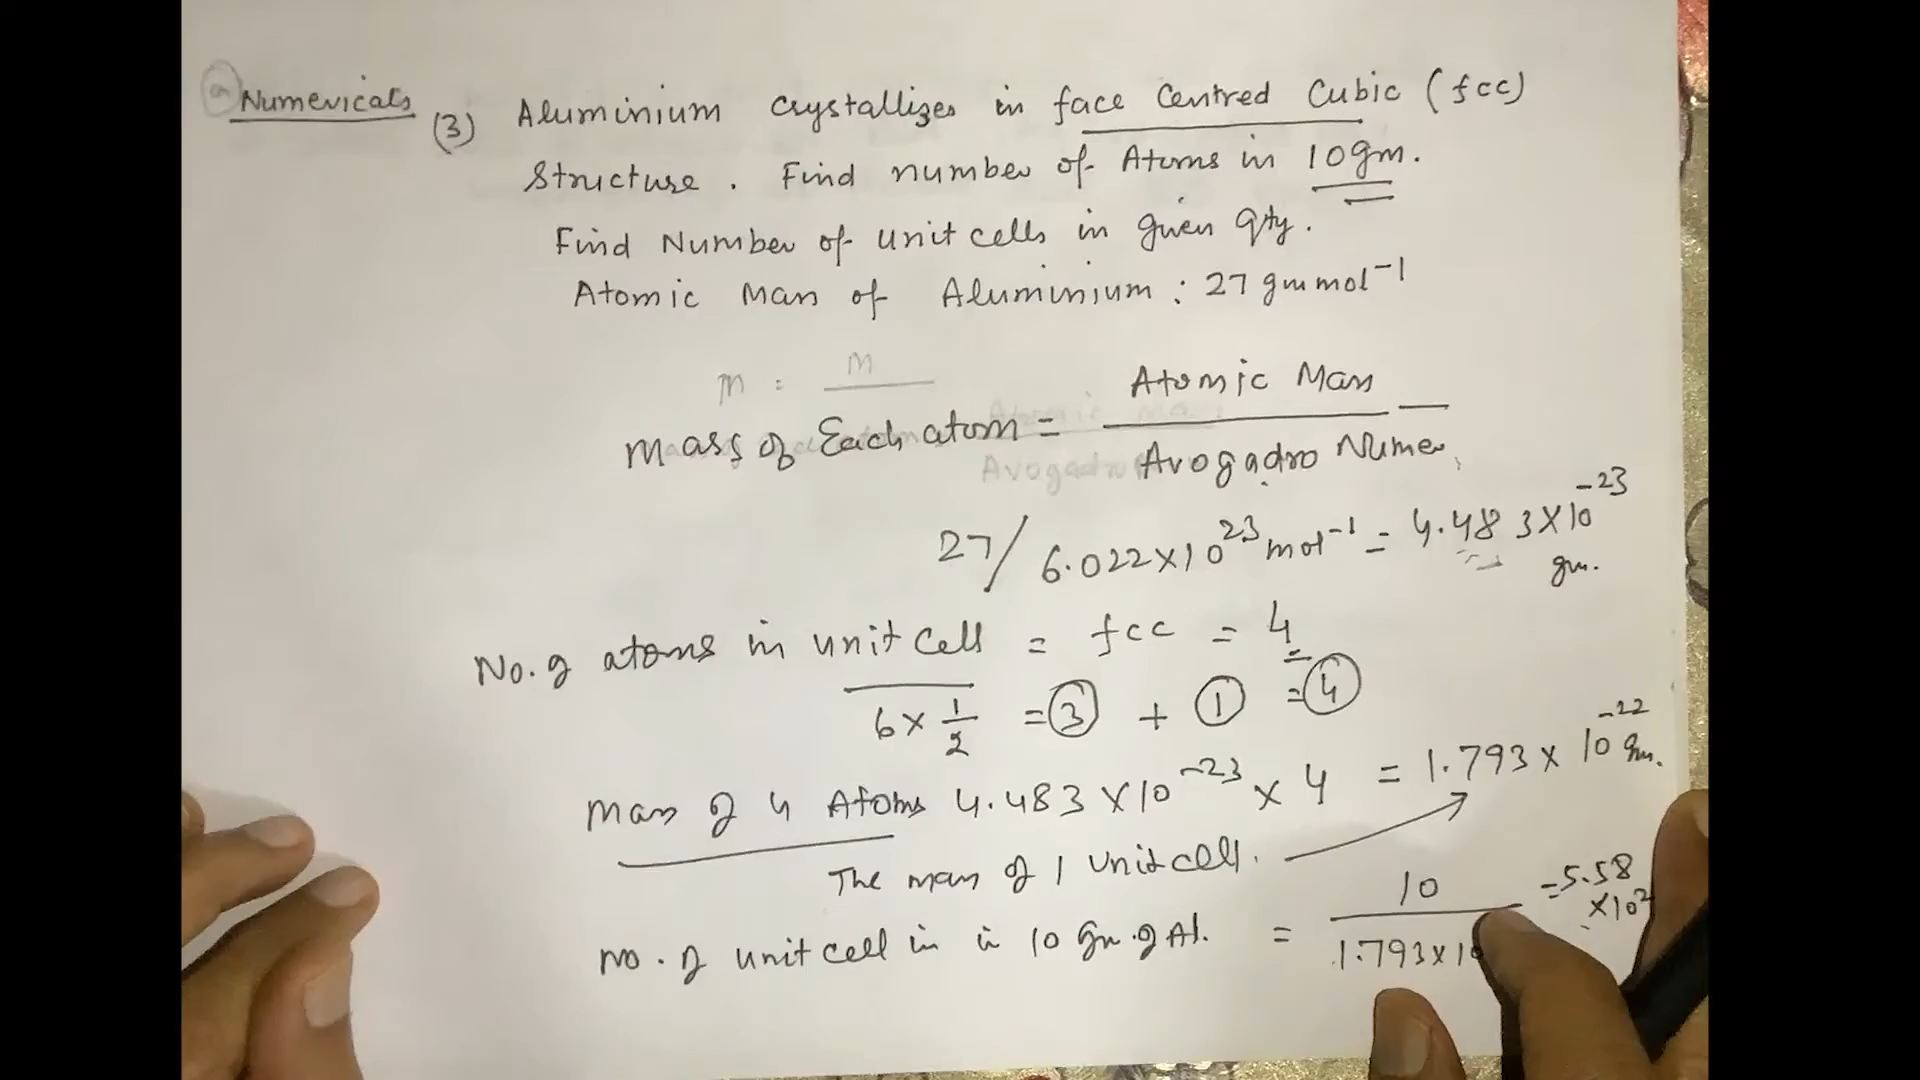 Numericals (3) Aluminium crystallizes in face Centred Cubic (fcc)
Structure. Find number of Atoms in 10gm.
Find Number of unit cells in given qty.
Atomic Mass of Aluminium : 27 gm mol⁻¹
m : M
Mass of Each atom = Atomic Mass / Avogadro Numer
27/6.022×10²³ mol⁻¹ = 4.483×10⁻²³ gm.
No. of atoms in unit cell = fcc = 4
6 × 1/2 = 3 + 1 = 4
Mass of 4 Atoms 4.483 ×10⁻²³ × 4 = 1.793 × 10⁻²² gm.
The mass of 1 Unit cell.
No. of unit cell in in 10 gm. of Al. = 10 / 1.793×10 = 5.58 ×10²